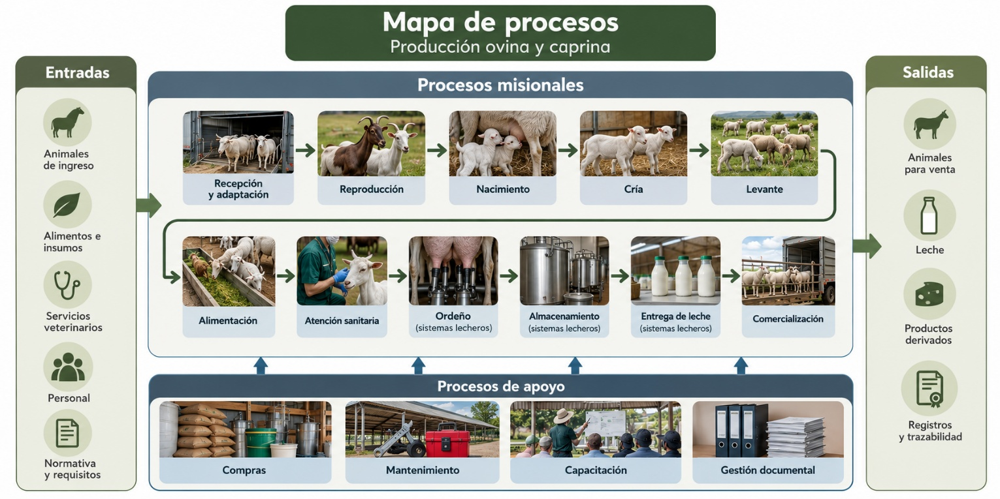 Mapa de procesos
Producción ovina y caprina
Entradas
Animales
de ingreso
Alimentos e
insumos
Servicios
veterinarios
Personal
Normativa
y requisitos
Procesos misionales
Recepción
y adaptación
Reproducción
Nacimiento
Cría
Levante
Alimentación
Atención sanitaria
Ordeño
(sistemas lecheros)
Almacenamiento
(sistemas lecheros)
Entrega de leche
(sistemas lecheros)
Comercialización
Procesos de apoyo
Compras
Mantenimiento
Capacitación
Gestión documental
Salidas
Animales
para venta
Leche
Productos
derivados
Registros
y trazabilidad